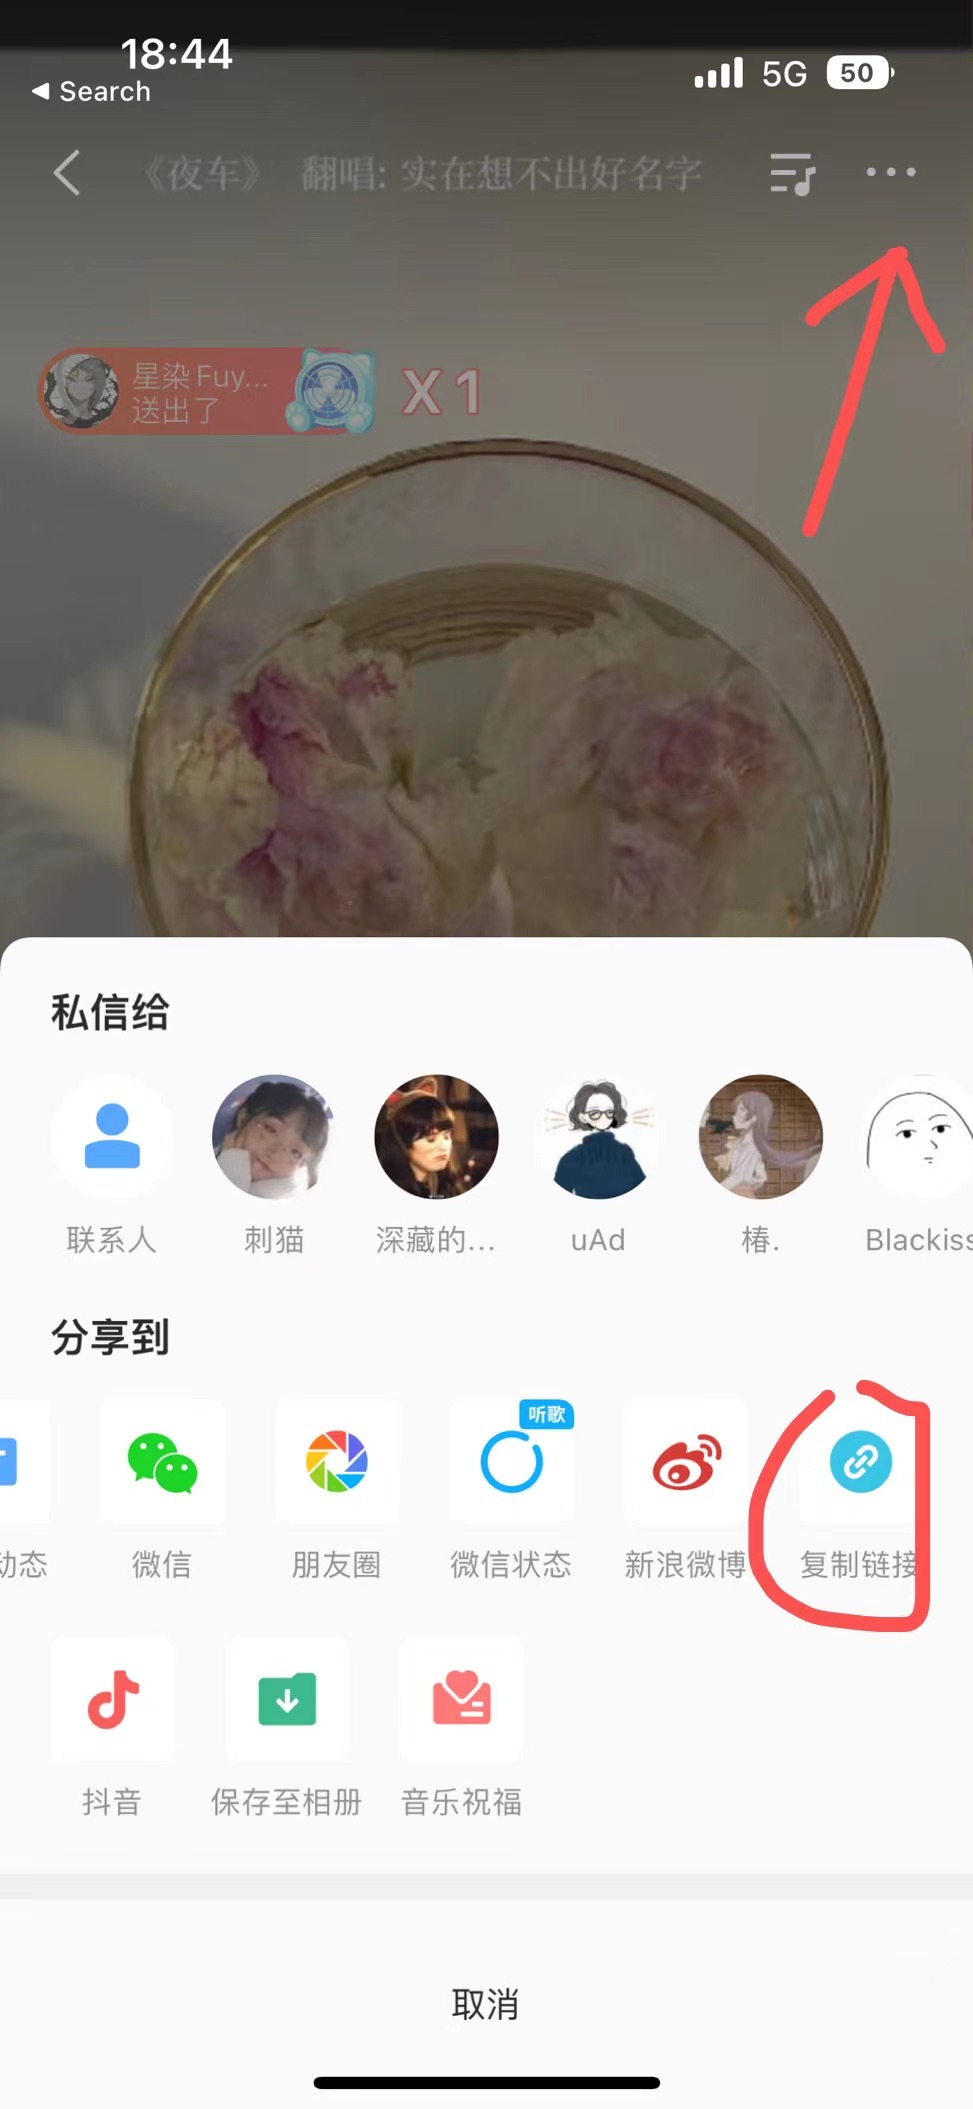 18:44
◀ Search
5G
50
《夜车》 翻唱: 实在想不出好名字
星染Fuy...
送出了
X 1
私信给
联系人
刺猫
深藏的...
uAd
椿.
Blackiss
分享到
听歌
动态
微信
朋友圈
微信状态
新浪微博
复制链接
抖音
保存至相册
音乐祝福
取消